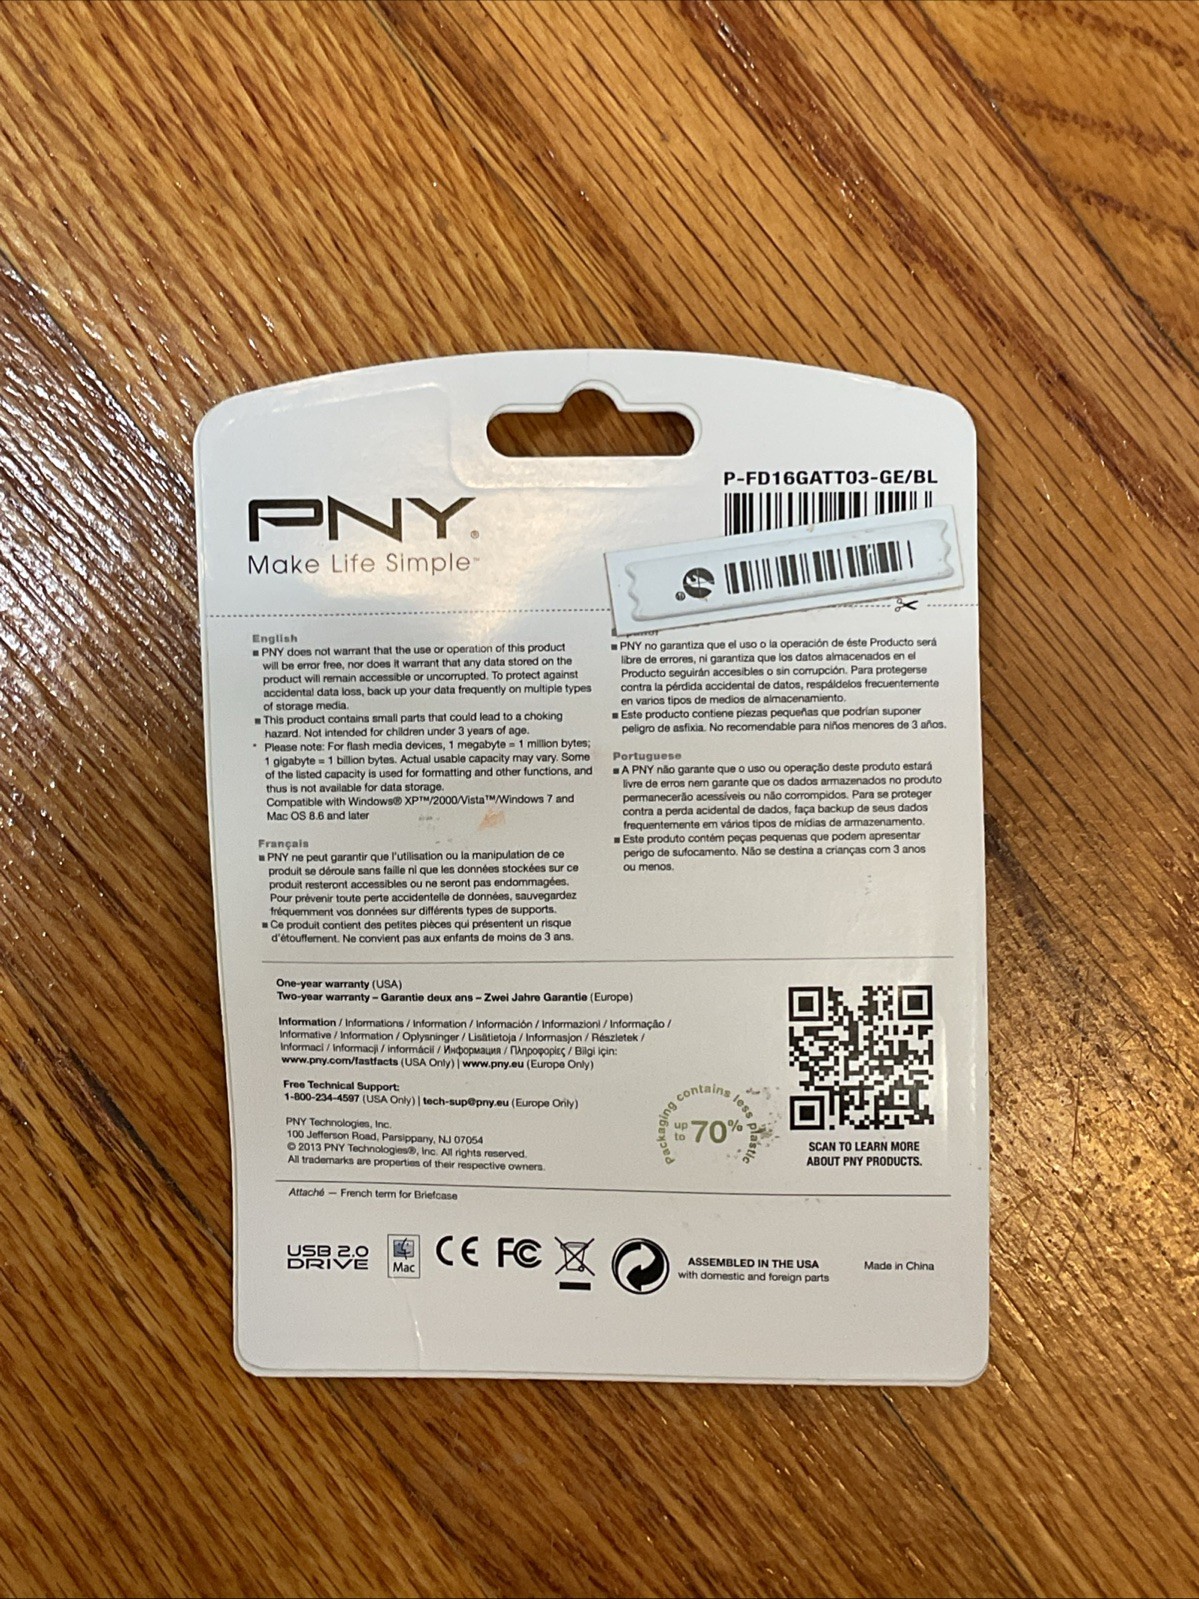 P-FD16GATT03-GE/BL
PNY®
Make Life Simple™
English
■ PNY does not warrant that the use or operation of this product
will be error free, nor does it warrant that any data stored on the
product will remain accessible or uncorrupted. To protect against
accidental data loss, back up your data frequently on multiple types
of storage media.
■ This product contains small parts that could lead to a choking
hazard. Not intended for children under 3 years of age.
* Please note: For flash media devices, 1 megabyte = 1 million bytes;
1 gigabyte = 1 billion bytes. Actual usable capacity may vary. Some
of the listed capacity is used for formatting and other functions, and
thus is not available for data storage.
Compatible with Windows® XP™/2000/Vista™/Windows 7 and
Mac OS 8.6 and later
Français
■ PNY ne peut garantir que l'utilisation ou la manipulation de ce
produit se déroule sans faille ni que les données stockées sur ce
produit resteront accessibles ou ne seront pas endommagées.
Pour prévenir toute perte accidentelle de données, sauvegardez
fréquemment vos données sur différents types de supports.
■ Ce produit contient des petites pièces qui présentent un risque
d'étouffement. Ne convient pas aux enfants de moins de 3 ans.
■ PNY no garantiza que el uso o la operación de éste Producto será
libre de errores, ni garantiza que los datos almacenados en el
Producto seguirán accesibles o sin corrupción. Para protegerse
contra la pérdida accidental de datos, respáldelos frecuentemente
en varios tipos de medios de almacenamiento.
■ Este producto contiene piezas pequeñas que podrían suponer
peligro de asfixia. No recomendable para niños menores de 3 años.
Portuguese
■ A PNY não garante que o uso ou operação deste produto estará
livre de erros nem garante que os dados armazenados no produto
permanecerão acessíveis ou não corrompidos. Para se proteger
contra a perda acidental de dados, faça backup de seus dados
frequentemente em vários tipos de mídias de armazenamento.
■ Este produto contém peças pequenas que podem apresentar
perigo de sufocamento. Não se destina a crianças com 3 anos
ou menos.
One-year warranty (USA)
Two-year warranty – Garantie deux ans – Zwei Jahre Garantie (Europe)
Information / Informations / Information / Información / Informazioni / Informação /
Informative / Information / Oplysninger / Lisätietoja / Informasjon / Részletek /
Informaci / Informacji / informácií / Информация / Πληροφορίες / Bilgi için:
www.pny.com/fastfacts (USA Only) | www.pny.eu (Europe Only)
Free Technical Support:
1-800-234-4597 (USA Only) | tech-sup@pny.eu (Europe Only)
PNY Technologies, Inc.
100 Jefferson Road, Parsippany, NJ 07054
© 2013 PNY Technologies®, Inc. All rights reserved.
All trademarks are properties of their respective owners.
Packaging contains less plastic
up to 70%
SCAN TO LEARN MORE
ABOUT PNY PRODUCTS.
Attaché — French term for Briefcase
USB 2.0
DRIVE
Mac
CE FC
ASSEMBLED IN THE USA
with domestic and foreign parts
Made in China